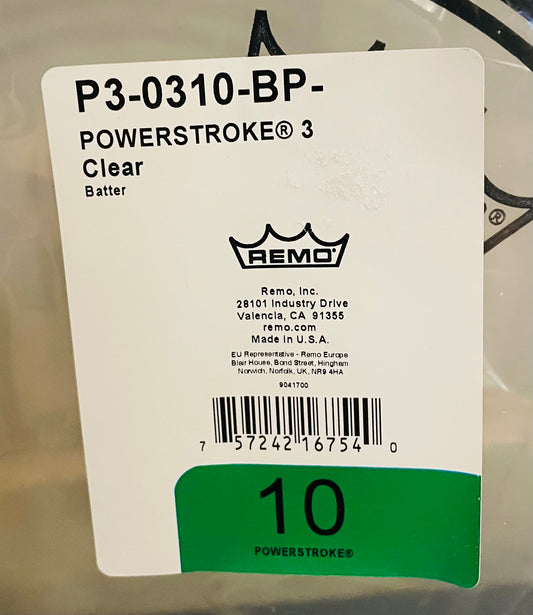 P3-0310-BP-
POWERSTROKE® 3
Clear
Batter
REMO®
Remo, Inc.
28101 Industry Drive
Valencia, CA 91355
remo.com
Made in U.S.A.
EU Representative - Remo Europe
Blair House, Bond Street, Hingham
Norwich, Norfolk, UK, NR9 4HA
9041700
7 57242 16754 0
10
POWERSTROKE®